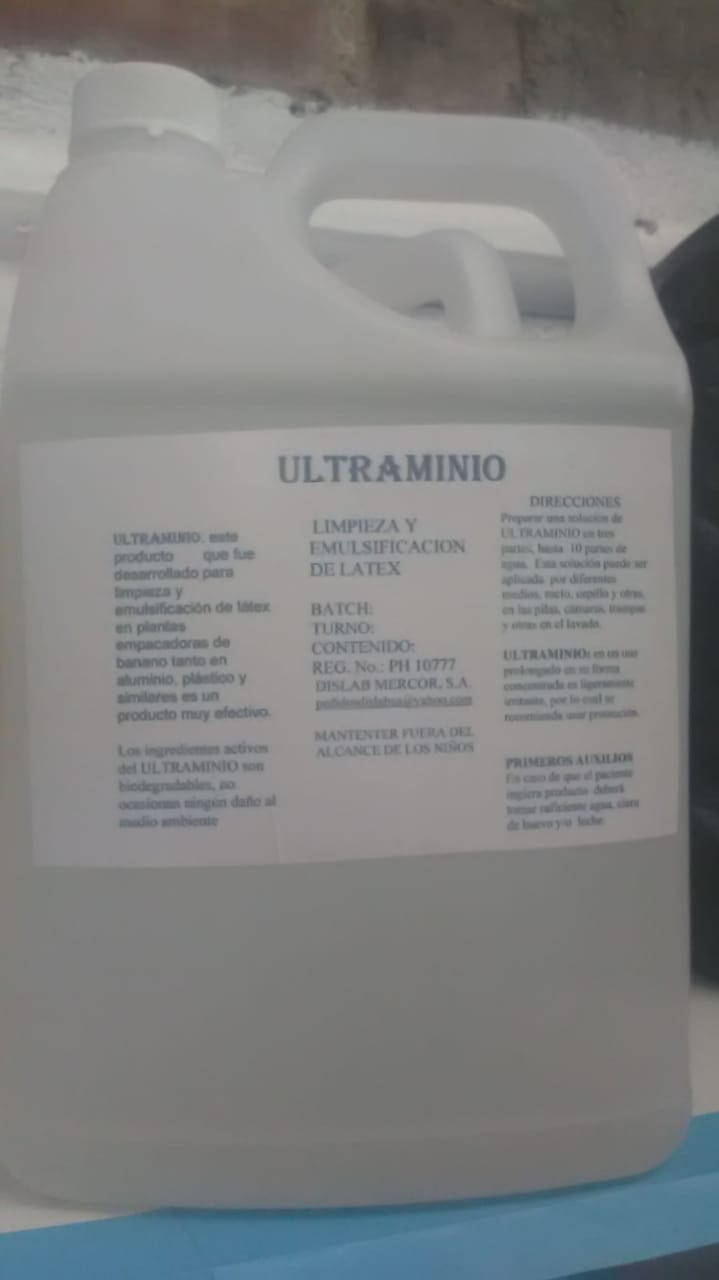 ULTRAMINIO
ULTRAMINIO: este
producto que fue
desarrollado para
limpieza y
emulsificación de látex
en plantas
empacadoras de
banano tanto en
aluminio, plástico y
similares es un
producto muy efectivo.
Los ingredientes activos
del ULTRAMINIO son
biodegradables, no
ocasionan ningún daño al
medio ambiente
LIMPIEZA Y
EMULSIFICACION
DE LATEX
BATCH:
TURNO:
CONTENIDO:
REG. No.: PH 10777
DISLAB MERCOR, S.A.
MANTENTER FUERA DEL
ALCANCE DE LOS NIÑOS
DIRECCIONES
Preparar una solución de
ULTRAMINIO en tres
partes, hasta 10 partes de
agua. Esta solución puede ser
aplicada por diferentes
medios, cepillo y otras,
en las pilas, cámaras,
y otras en el lavado.
ULTRAMINIO: en un uso
prolongado en su forma
concentrada es ligeramente
irritante, por lo cual se
recomienda usar protección.
PRIMEROS AUXILIOS
En caso de que el paciente
ingiera producto deberá
tomar suficiente agua, clara
de huevo y/o leche.